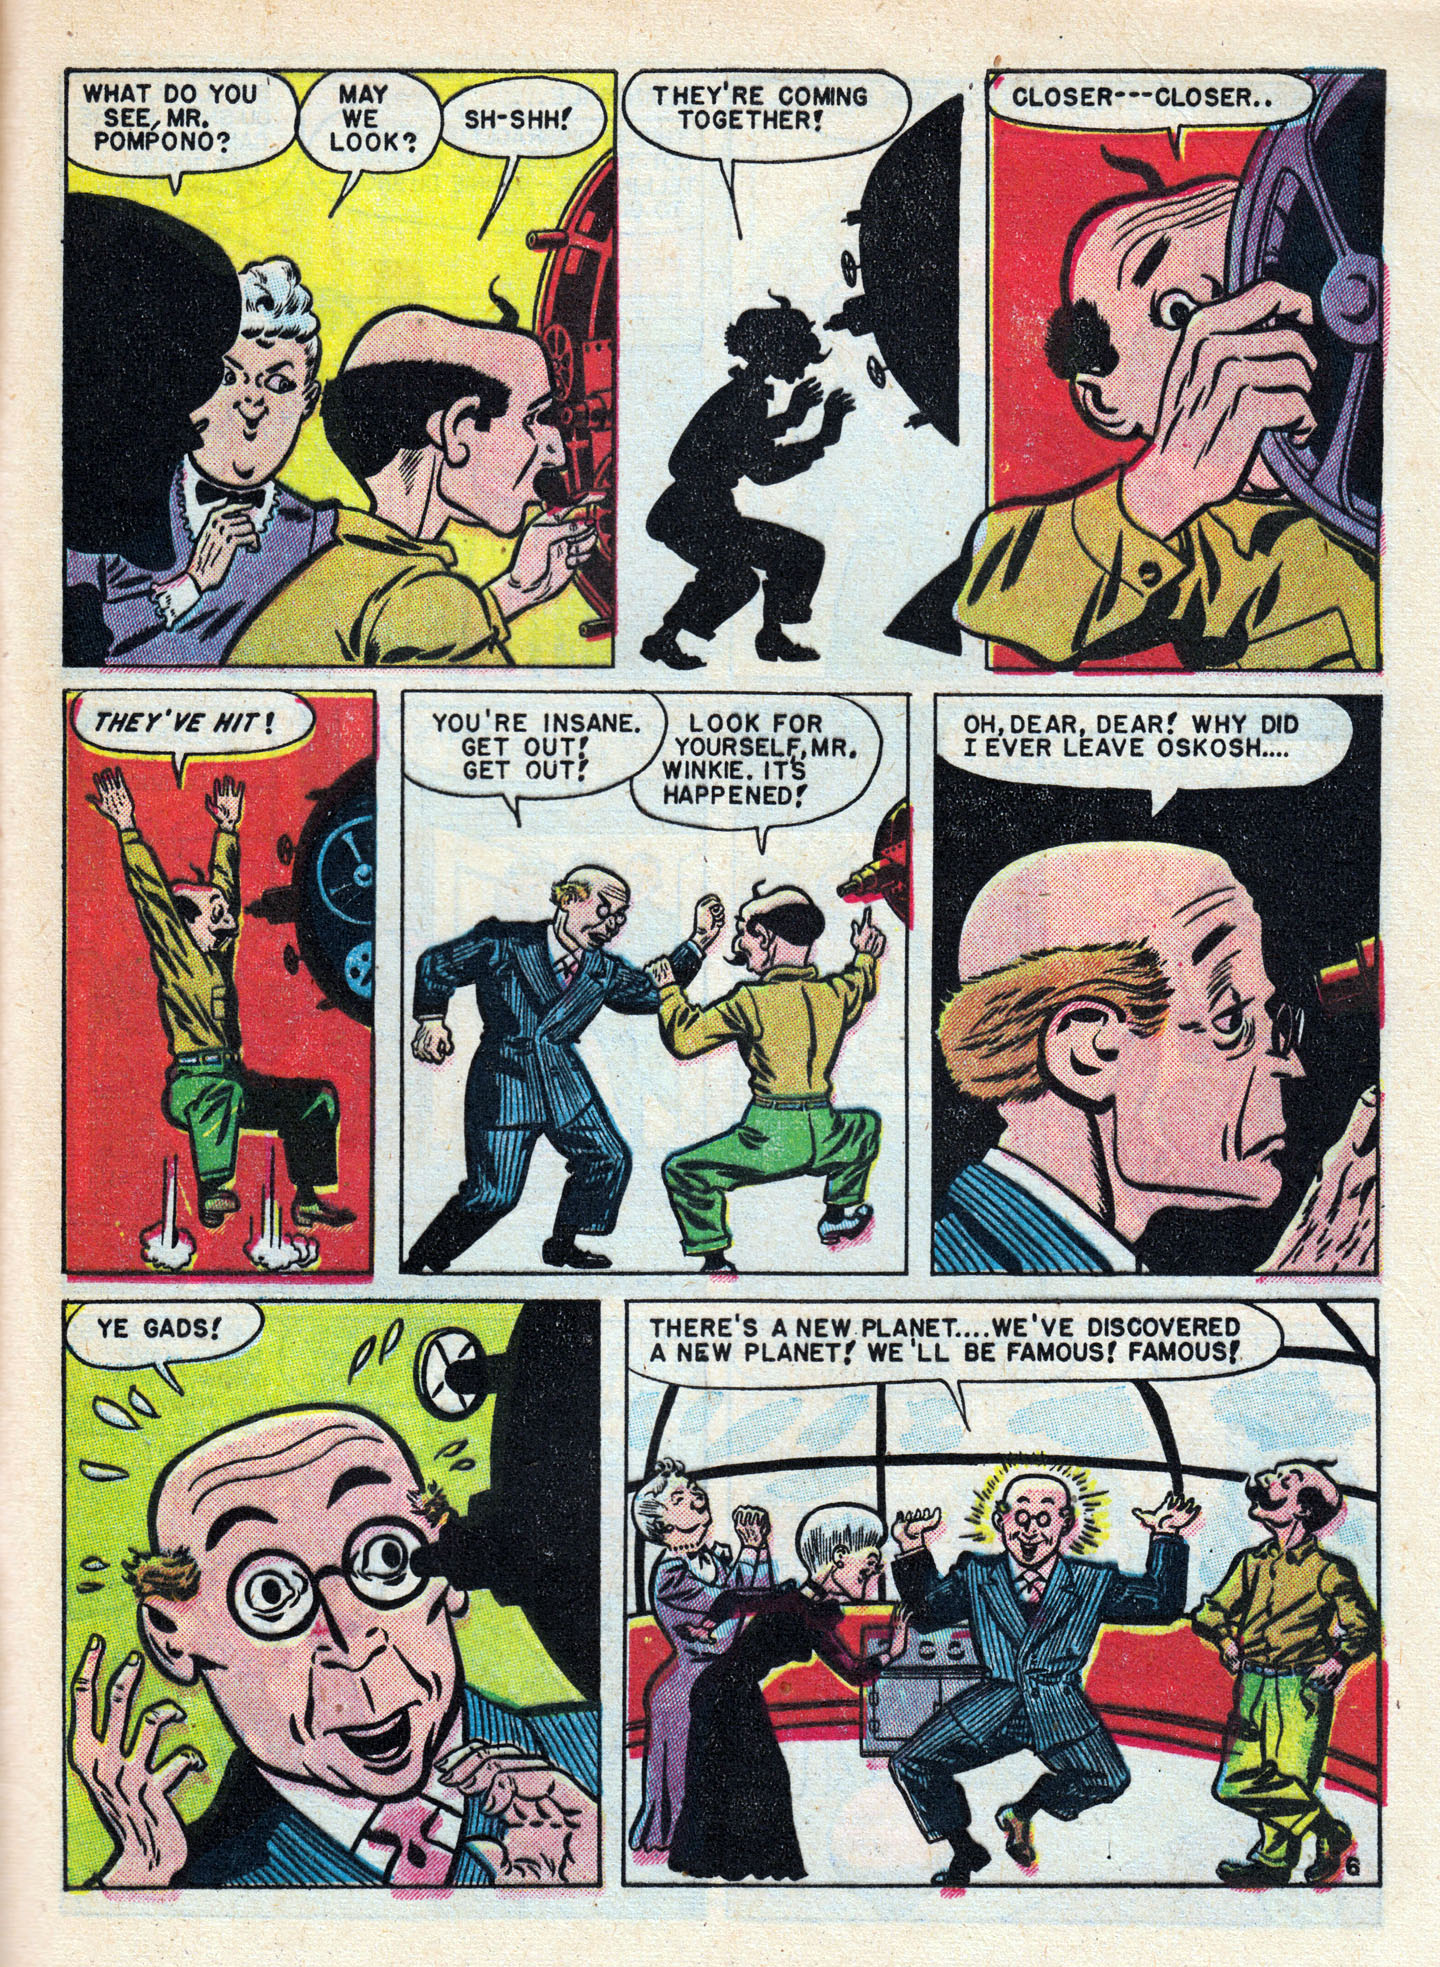 WHAT DO YOU
SEE, MR.
POMPONO?
MAY
WE
LOOK?
SH-SHH!
THEY'RE COMING
TOGETHER!
CLOSER---CLOSER..
THEY'VE HIT!
YOU'RE INSANE.
GET OUT!
GET OUT!
LOOK FOR
YOURSELF, MR.
WINKIE. IT'S
HAPPENED!
OH, DEAR, DEAR! WHY DID
I EVER LEAVE OSKOSH....
YE GADS!
THERE'S A NEW PLANET....WE'VE DISCOVERED
A NEW PLANET! WE'LL BE FAMOUS! FAMOUS!
6